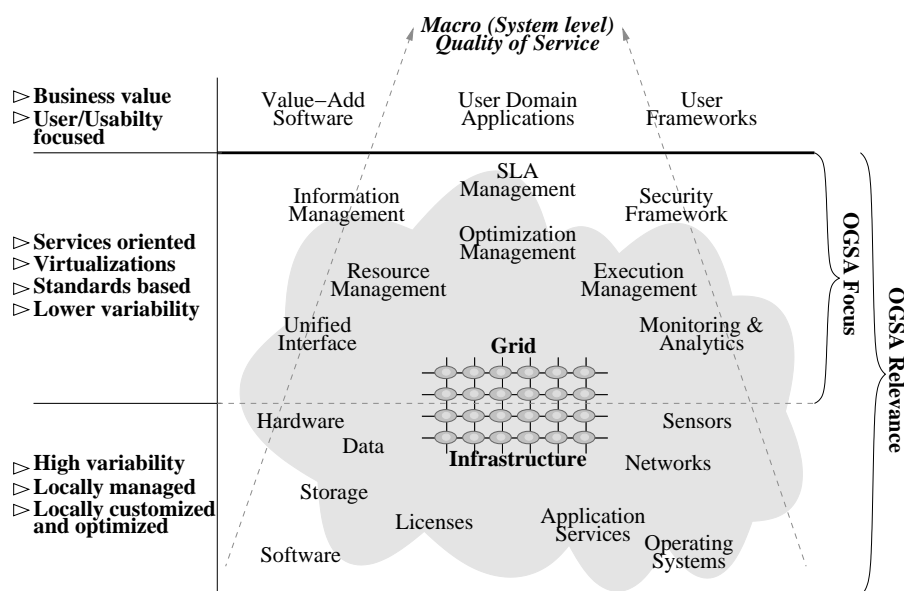 Macro (System level)
Quality of Service
▷ Business value
▷ User/Usabilty
focused
Value−Add
Software
User Domain
Applications
User
Frameworks
SLA
Management
Information
Management
Security
Framework
▷ Services oriented
▷ Virtualizations
▷ Standards based
▷ Lower variability
Optimization
Management
Resource
Management
Execution
Management
Unified
Interface
Monitoring &
Analytics
Grid
OGSA Focus
OGSA Relevance
Hardware
Data
Sensors
Infrastructure
Networks
▷ High variability
▷ Locally managed
▷ Locally customized
and optimized
Storage
Licenses
Application
Services
Software
Operating
Systems